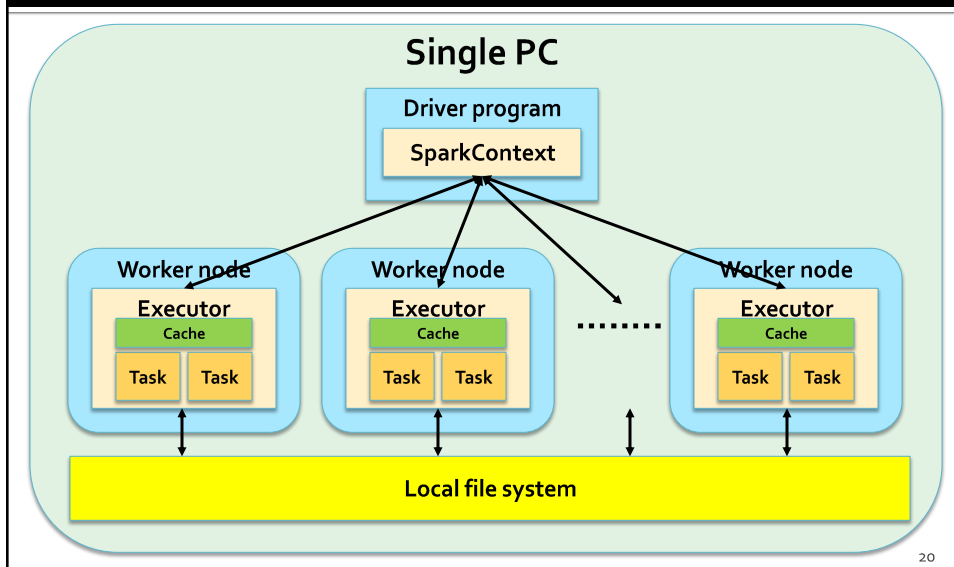 Single PC
Driver program
SparkContext
Worker node
Executor
Cache
Task Task
Worker node
Executor
Cache
Task Task
Worker node
Executor
Cache
Task Task
Local file system
20